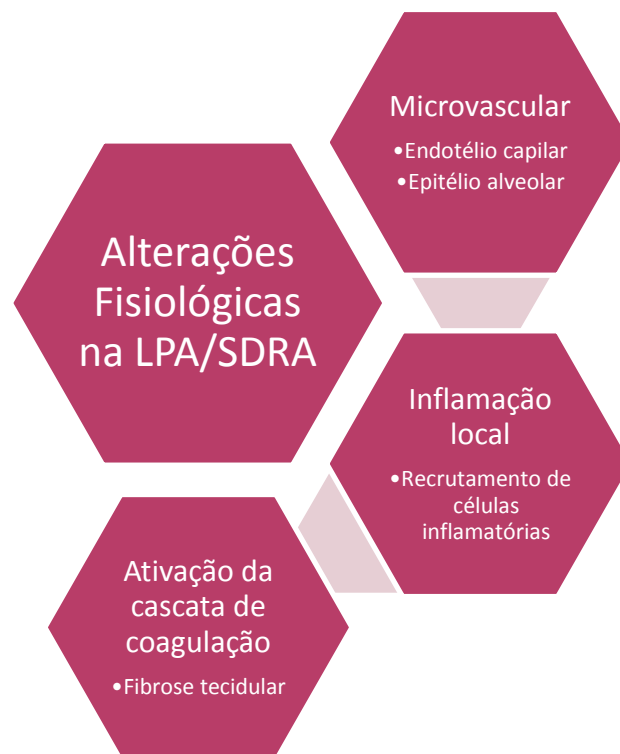 Alterações
Fisiológicas
na LPA/SDRA
Microvascular
•Endotélio capilar
•Epitélio alveolar
Inflamação
local
•Recrutamento de
células
inflamatórias
Ativação da
cascata de
coagulação
•Fibrose tecidular